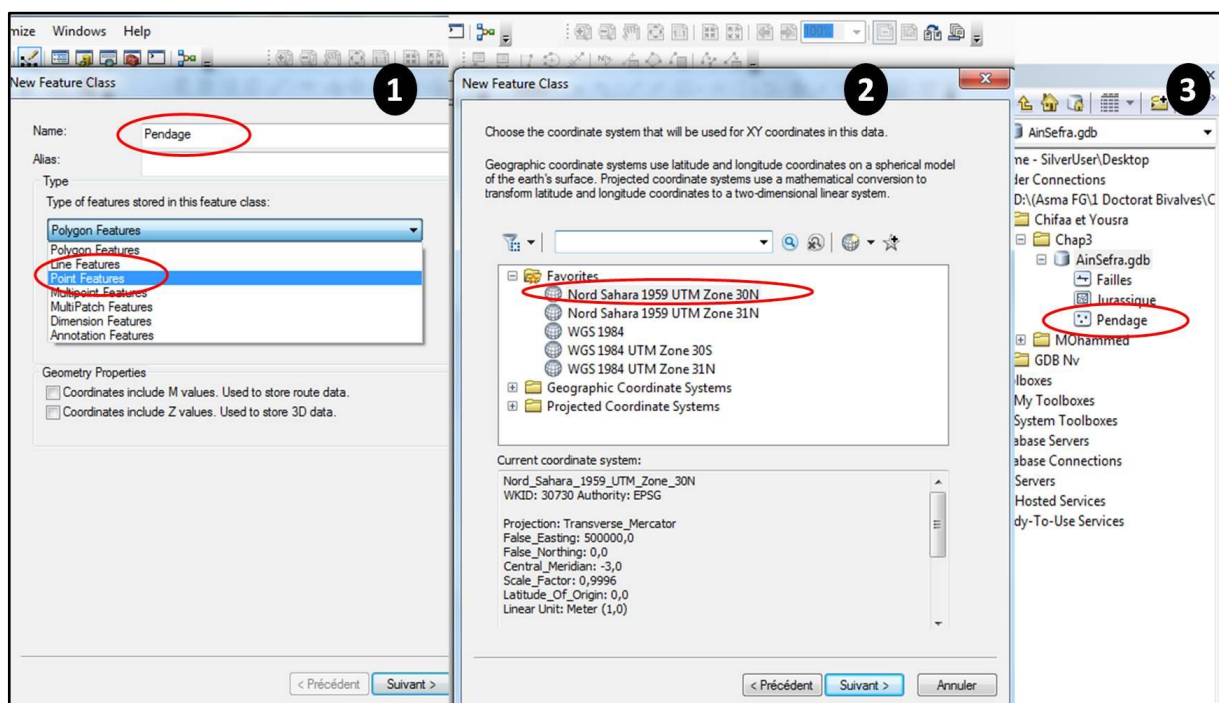 mize Windows Help
1
New Feature Class
Name:
Pendage
Alias:
Type
Type of features stored in this feature class:
Polygon Features
Polygon Features
Line Features
Point Features
Multipoint Features
MultiPatch Features
Dimension Features
Annotation Features
Geometry Properties
Coordinates include M values. Used to store route data.
Coordinates include Z values. Used to store 3D data.
< Précédent
Suivant >
100%
2
New Feature Class
Choose the coordinate system that will be used for XY coordinates in this data.
Geographic coordinate systems use latitude and longitude coordinates on a spherical model
of the earth's surface. Projected coordinate systems use a mathematical conversion to
transform latitude and longitude coordinates to a two-dimensional linear system.
Favorites
Nord Sahara 1959 UTM Zone 30N
Nord Sahara 1959 UTM Zone 31N
WGS 1984
WGS 1984 UTM Zone 30S
WGS 1984 UTM Zone 31N
Geographic Coordinate Systems
Projected Coordinate Systems
Current coordinate system:
Nord_Sahara_1959_UTM_Zone_30N
WKID: 30730 Authority: EPSG
Projection: Transverse_Mercator
False_Easting: 500000,0
False_Northing: 0,0
Central_Meridian: -3,0
Scale_Factor: 0,9996
Latitude_Of_Origin: 0,0
Linear Unit: Meter (1,0)
< Précédent
Suivant >
Annuler
3
AinSefra.gdb
me - SilverUser\Desktop
der Connections
D:\(Asma FG\1 Doctorat Bivalves\C
Chifaa et Yousra
Chap3
AinSefra.gdb
Failles
Jurassique
Pendage
MOhammed
GDB Nv
lboxes
My Toolboxes
System Toolboxes
abase Servers
abase Connections
Servers
Hosted Services
dy-To-Use Services